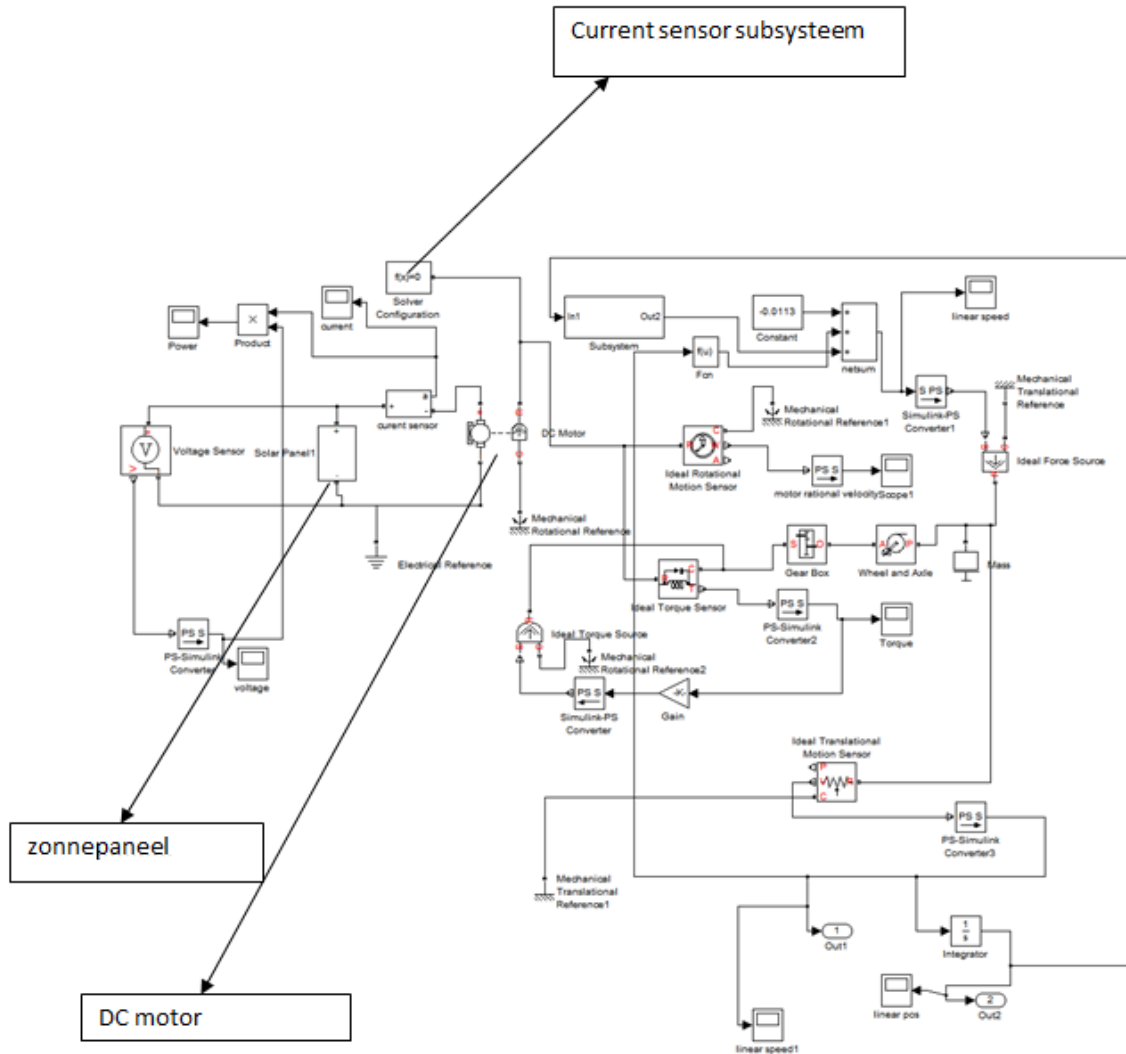 Current sensor subsysteem
f(x)=0
Solver
Configuration
current
Power
×
Product
a
+
-
curent sensor
+
-
Solar Panel1
V
Voltage Sensor
+
V
-
DC Motor
Mechanical
Rotational Reference
Electrical Reference
PS S
PS-Simulink
Converter
voltage
In1
Out2
Subsystem
-0.0113
Constant
f(u)
Fcn
+
+
+
netsum
linear speed
S PS
Simulink-PS
Converter1
Mechanical
Translational
Reference
Ideal Force Source
Mechanical
Rotational Reference1
R
C
W
A
Ideal Rotational
Motion Sensor
PS S
motor rational velocity
Scope1
S
O
Gear Box
A
P
Wheel and Axle
Mass
R
C
T
Ideal Torque Sensor
PS S
PS-Simulink
Converter2
Torque
Ideal Torque Source
Mechanical
Rotational Reference2
PS S
Simulink-PS
Converter
-K-
Gain
Ideal Translational
Motion Sensor
P
V
R
C
PS S
PS-Simulink
Converter3
Mechanical
Translational
Reference1
1
Out1
1
s
Integrator
linear pos
2
Out2
linear speed1
zonnepaneel
DC motor